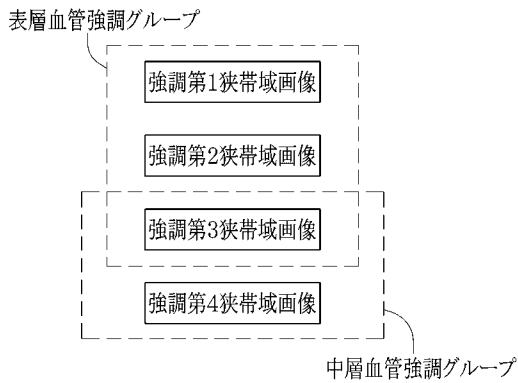 表層血管強調グループ
強調第1狭帯域画像
強調第2狭帯域画像
強調第3狭帯域画像
強調第4狭帯域画像
中層血管強調グループ